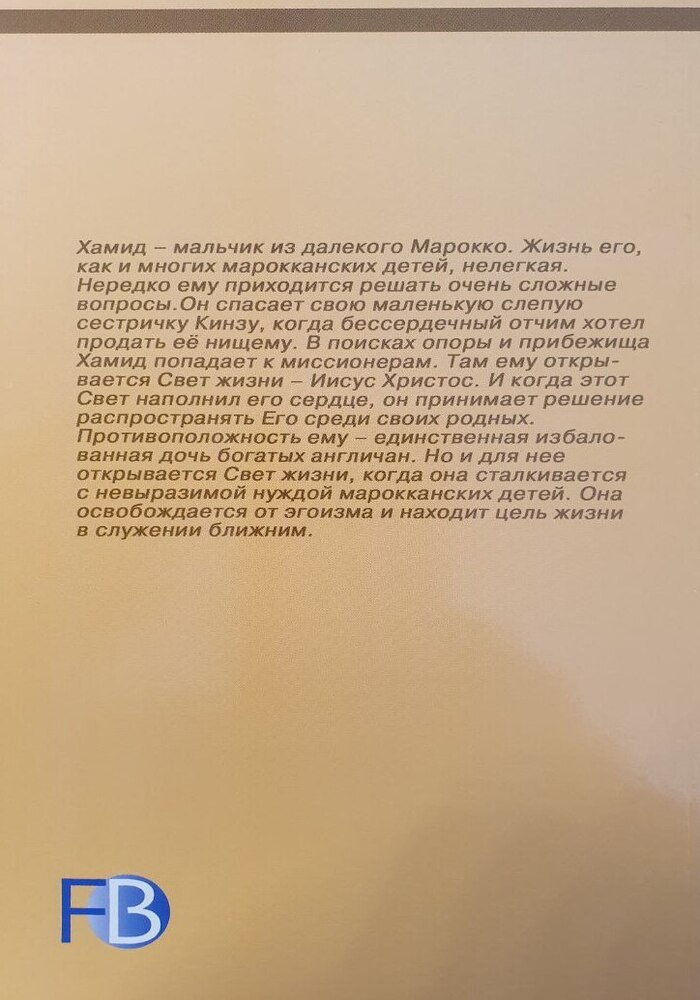 Хамид – мальчик из далекого Марокко. Жизнь его,
как и многих марокканских детей, нелегкая.
Нередко ему приходится решать очень сложные
вопросы.Он спасает свою маленькую слепую
сестричку Кинзу, когда бессердечный отчим хотел
продать её нищему. В поисках опоры и прибежища
Хамид попадает к миссионерам. Там ему откры-
вается Свет жизни – Иисус Христос. И когда этот
Свет наполнил его сердце, он принимает решение
распространять Его среди своих родных.
Противоположность ему – единственная избало-
ванная дочь богатых англичан. Но и для нее
открывается Свет жизни, когда она сталкивается
с невыразимой нуждой марокканских детей. Она
освобождается от эгоизма и находит цель жизни
в служении ближним.
FB